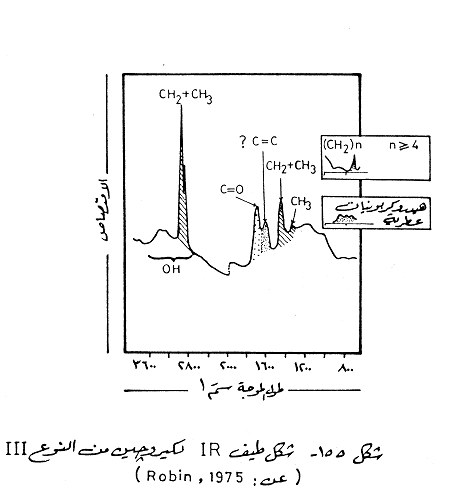 CH2+CH3
? C=C
(CH2)n n≥4
CH2+CH3
C=O
CH3
هيدروكربونات
عطرية
الامتصاص
OH
٣٦٠٠ ٢٨٠٠ ٢٠٠٠ ١٦٠٠ ١٢٠٠ ٨٠٠
طول الموجة سم ١
شكل ١٥٥- شكل طيف IR لكيروجين من النوع III
(عن: Robin, 1975)